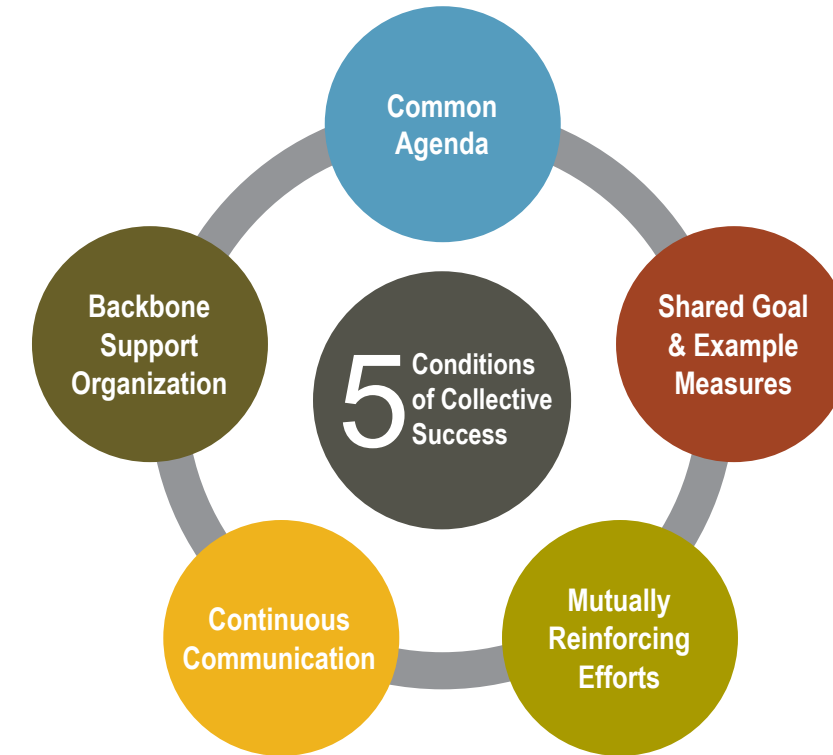 Common
Agenda
Shared Goal
& Example
Measures
Mutually
Reinforcing
Efforts
Continuous
Communication
Backbone
Support
Organization
5
Conditions
of Collective
Success